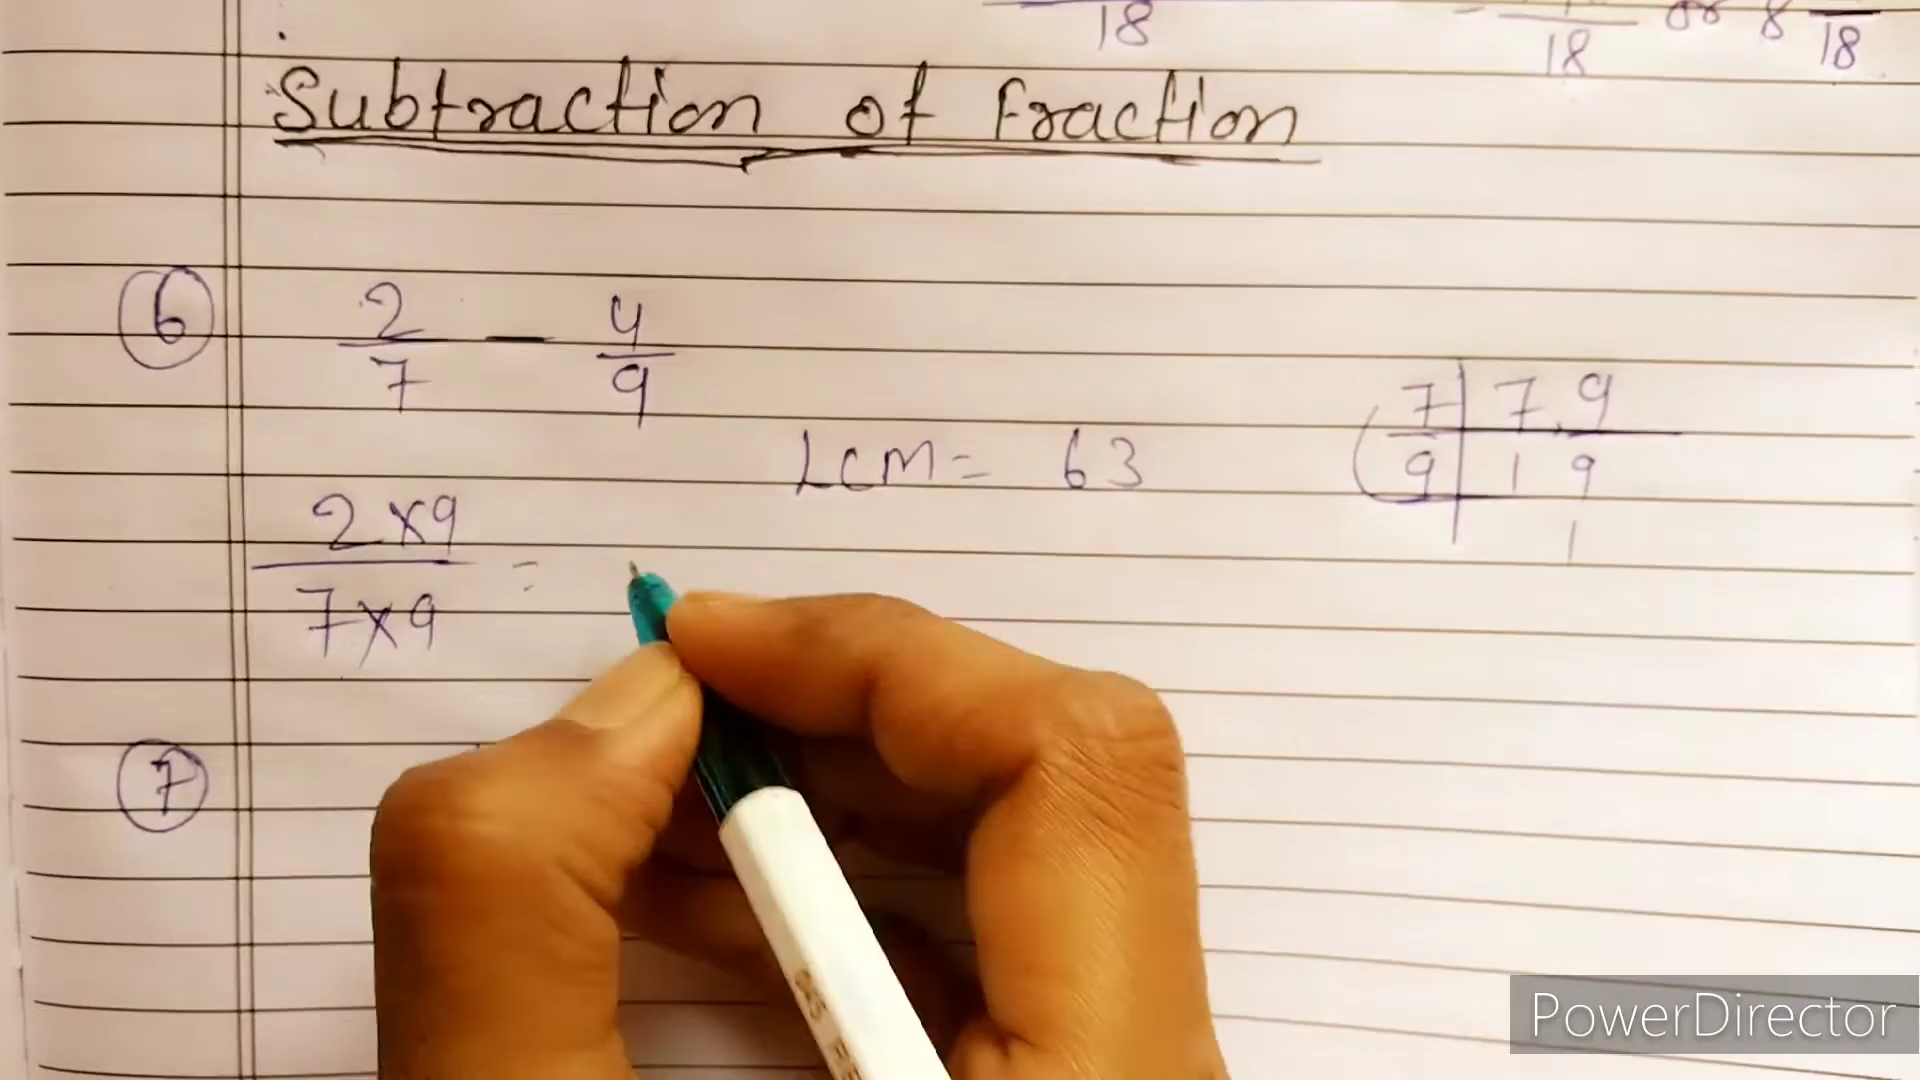 18 18 or 8 18
Subtraction of Fraction
6
2/7 - 4/9
7 | 7, 9
LCM = 63
9 | 1 9
1
2×9/7×9 =
7
PowerDirector